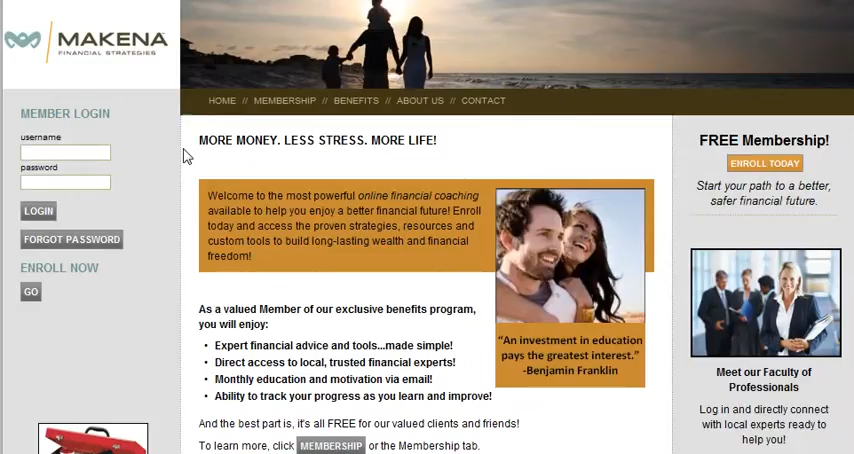 MAKENA
FINANCIAL STRATEGIES
HOME // MEMBERSHIP // BENEFITS // ABOUT US // CONTACT
MEMBER LOGIN
username
password
LOGIN
FORGOT PASSWORD
ENROLL NOW
GO
MORE MONEY. LESS STRESS. MORE LIFE!
Welcome to the most powerful online financial coaching
available to help you enjoy a better financial future! Enroll
today and access the proven strategies, resources and
custom tools to build long-lasting wealth and financial
freedom!
"An investment in education
pays the greatest interest."
-Benjamin Franklin
As a valued Member of our exclusive benefits program,
you will enjoy:
• Expert financial advice and tools...made simple!
• Direct access to local, trusted financial experts!
• Monthly education and motivation via email!
• Ability to track your progress as you learn and improve!
And the best part is, it's all FREE for our valued clients and friends!
To learn more, click MEMBERSHIP or the Membership tab.
FREE Membership!
ENROLL TODAY
Start your path to a better,
safer financial future.
Meet our Faculty of
Professionals
Log in and directly connect
with local experts ready to
help you!